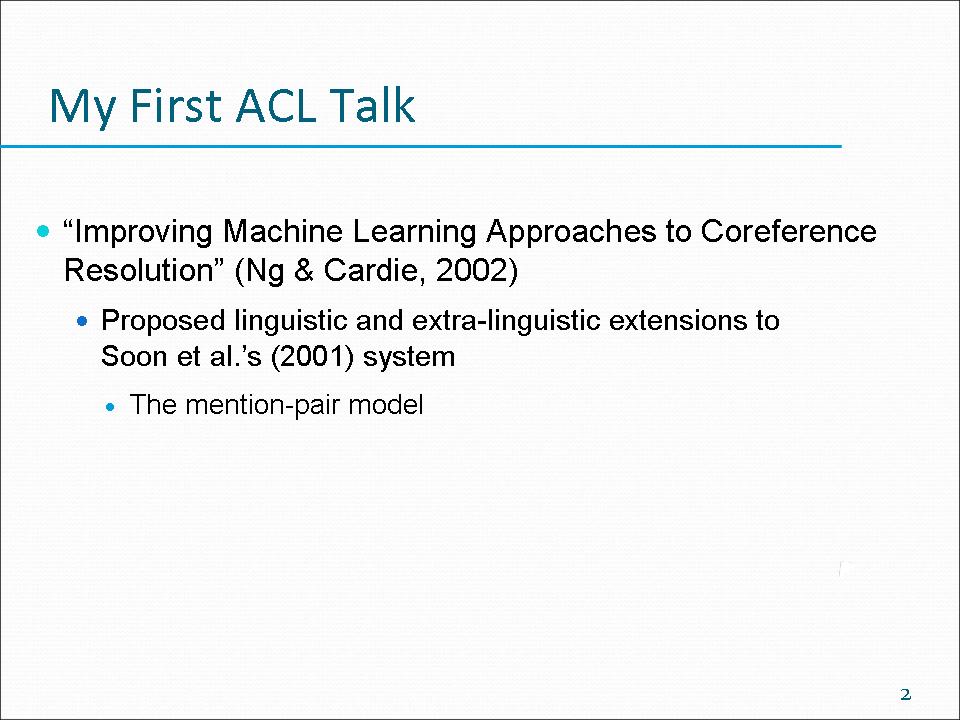 My First ACL Talk
“Improving Machine Learning Approaches to Coreference
Resolution” (Ng & Cardie, 2002)
Proposed linguistic and extra-linguistic extensions to
Soon et al.’s (2001) system
The mention-pair model
2